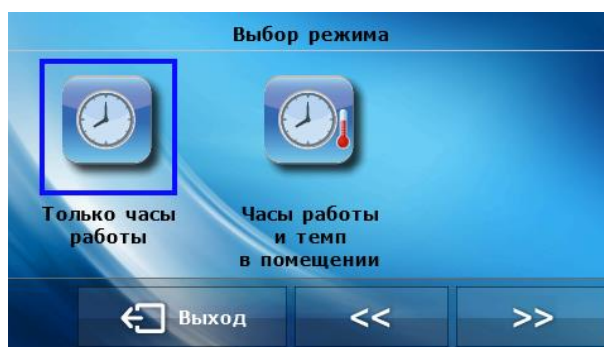 Выбор режима
Только часы
работы
Часы работы
и темп
в помещении
Выход
<<
>>